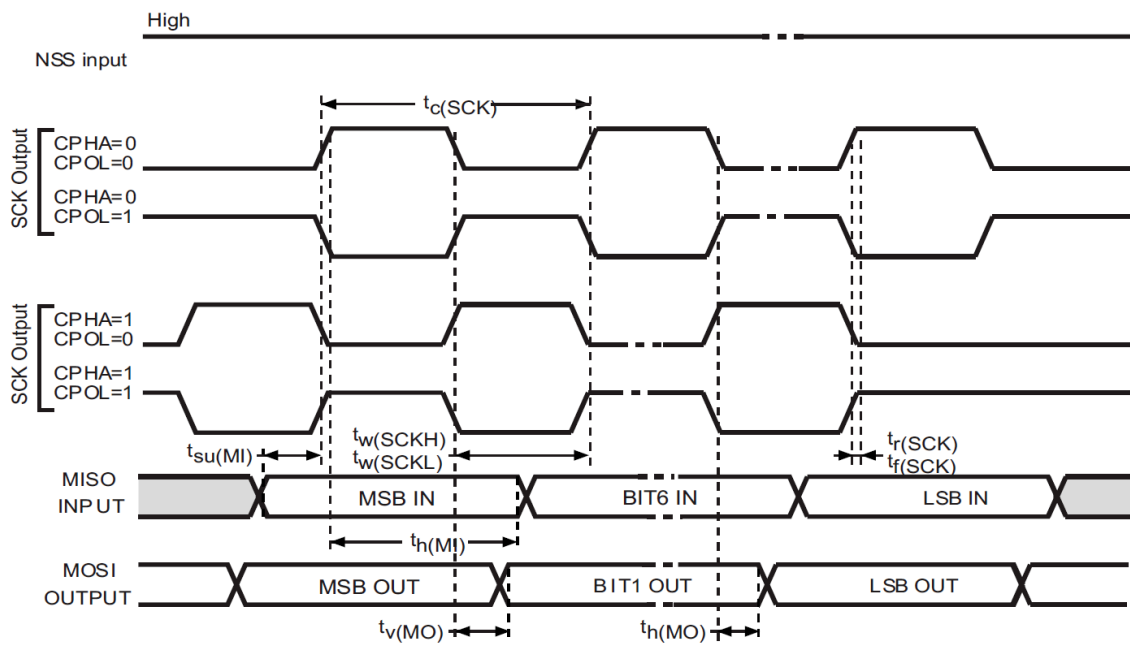 High
NSS input
tc(SCK)
SCK Output
CPHA=0
CPOL=0
CPHA=0
CPOL=1
SCK Output
CPHA=1
CPOL=0
CPHA=1
CPOL=1
tsu(MI)
tw(SCKH)
tw(SCKL)
tr(SCK)
tf(SCK)
MISO
INPUT
MSB IN
BIT6 IN
LSB IN
th(MI)
MOSI
OUTPUT
MSB OUT
BIT1 OUT
LSB OUT
tv(MO)
th(MO)